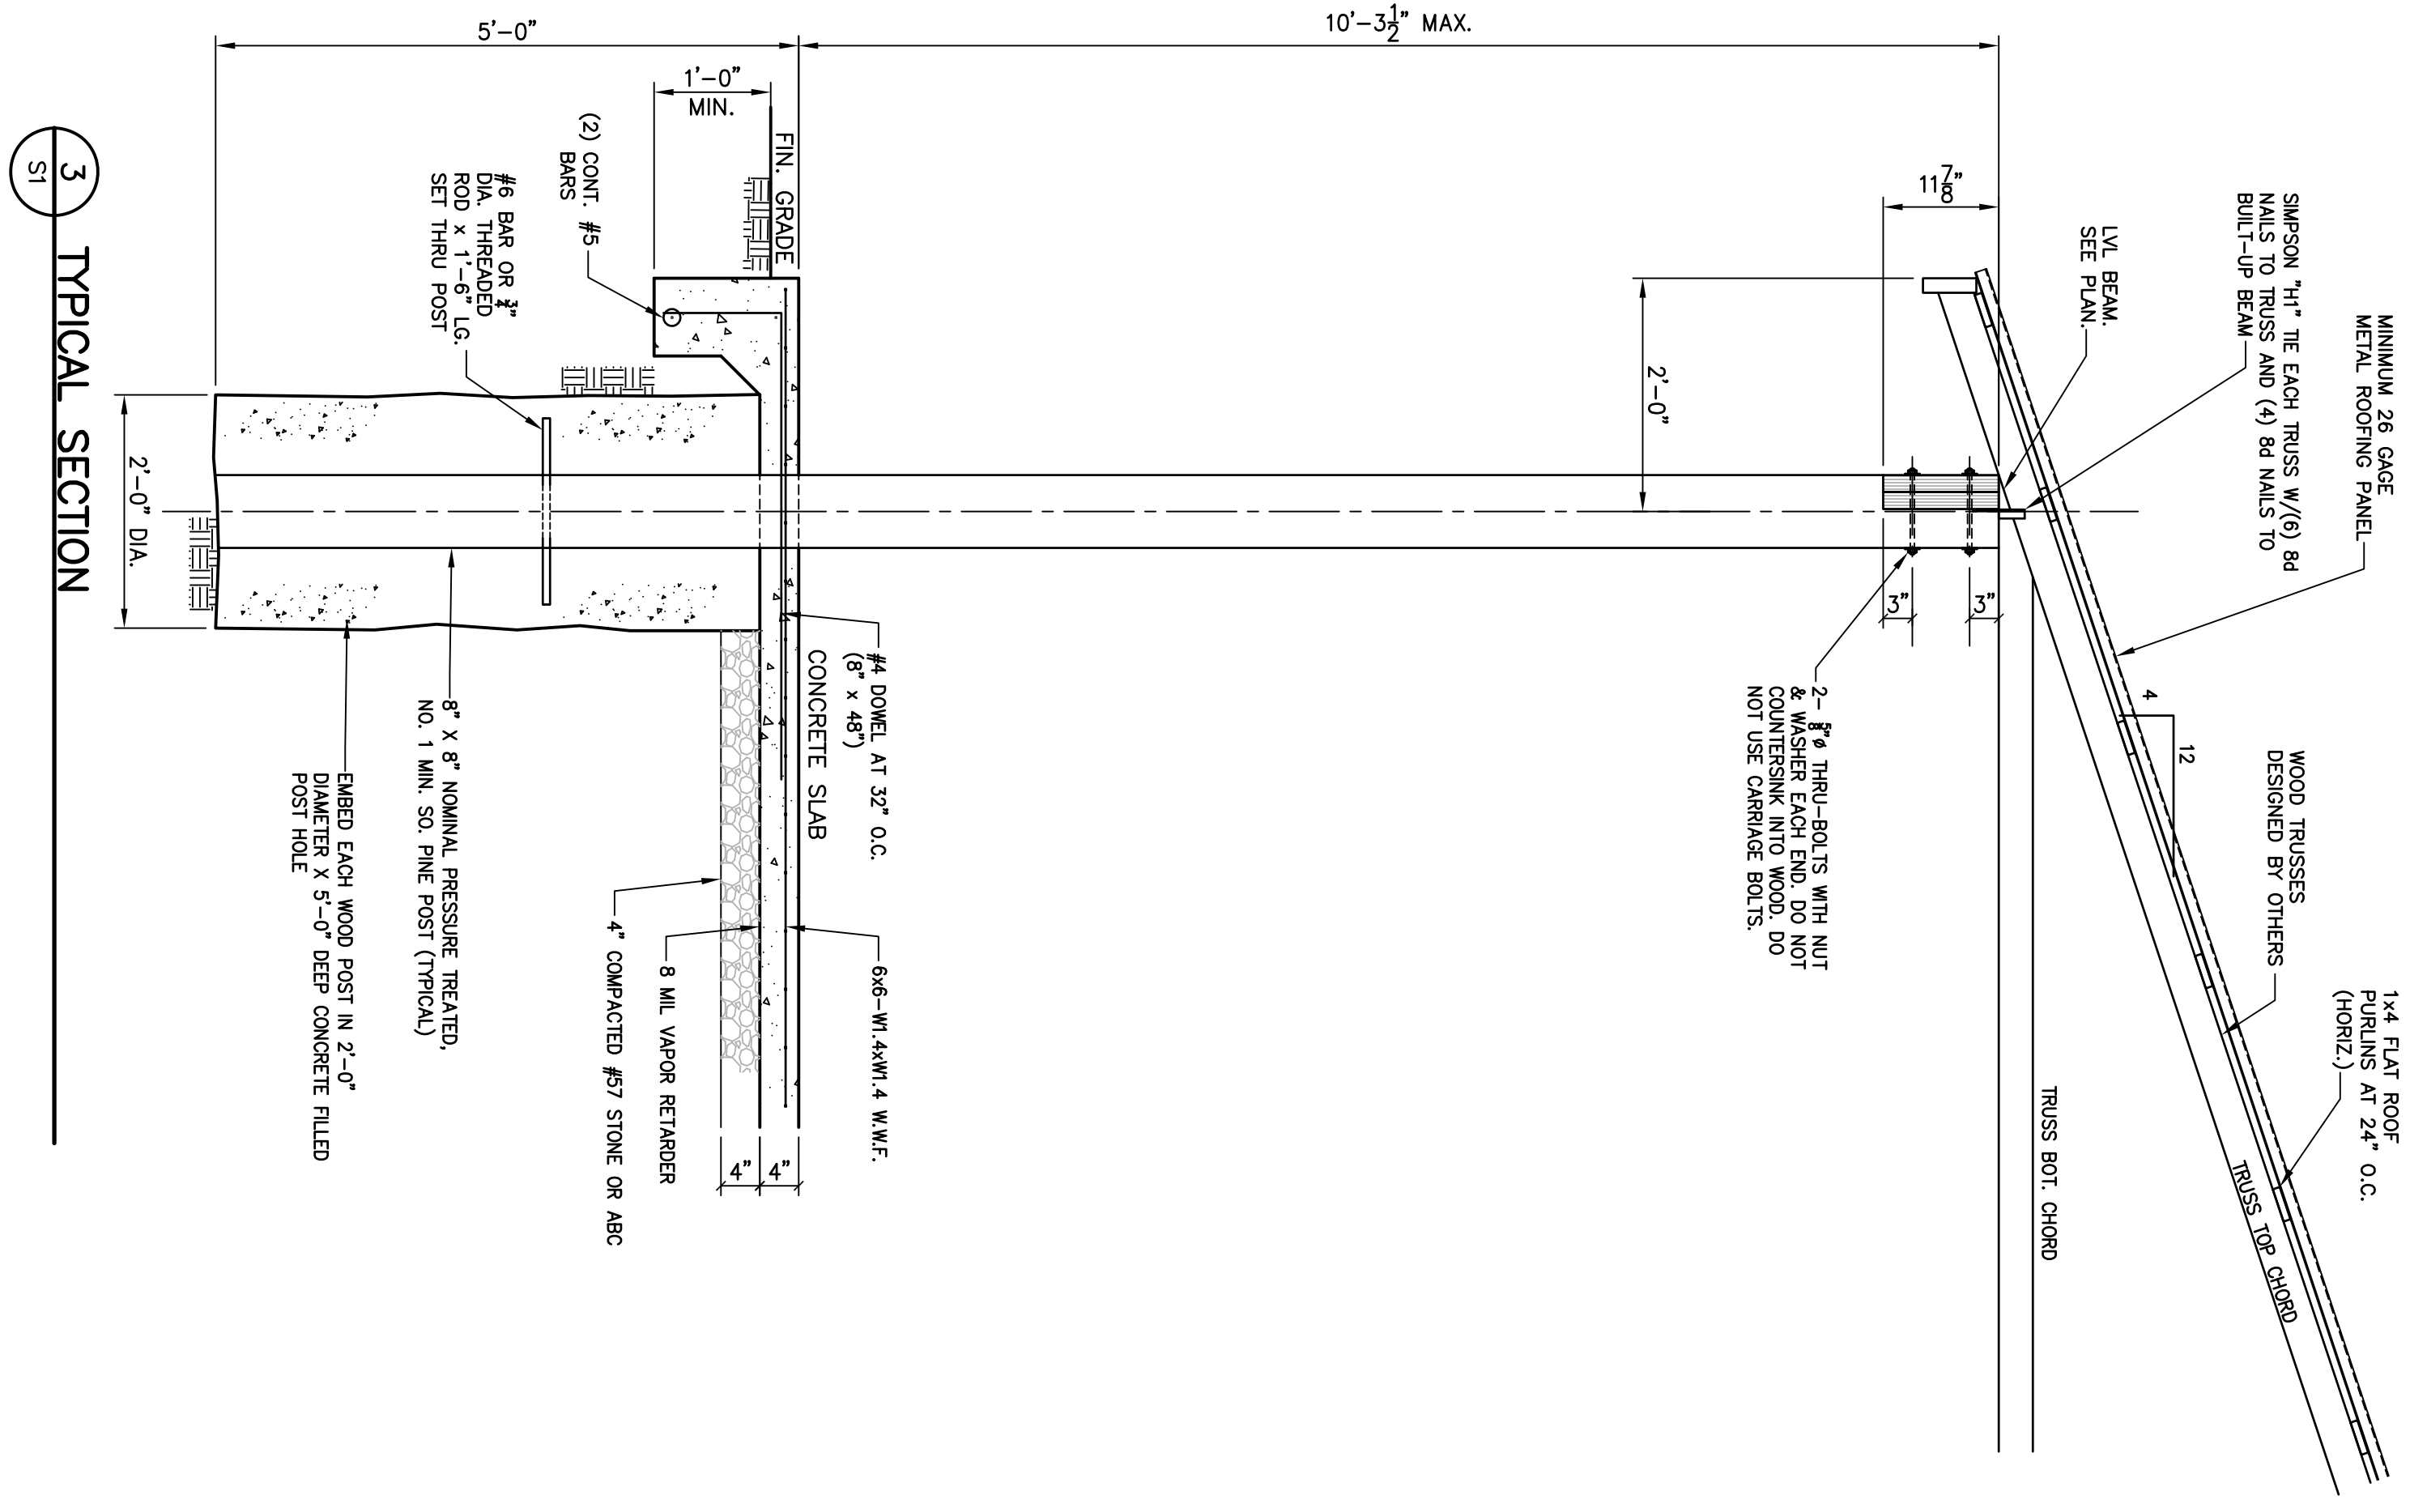 MINIMUM 26 GAGE
METAL ROOFING PANEL
SIMPSON "H1" TIE EACH TRUSS W/(6) 8d
NAILS TO TRUSS AND (4) 8d NAILS TO
BUILT-UP BEAM
LVL BEAM.
SEE PLAN.
1x4 FLAT ROOF
PURLINS AT 24" O.C.
(HORIZ.)
WOOD TRUSSES
DESIGNED BY OTHERS
12
4
TRUSS TOP CHORD
TRUSS BOT. CHORD
11 7/8"
3"
3"
2'-0"
2- 5/8"ø THRU-BOLTS WITH NUT
& WASHER EACH END. DO NOT
COUNTERSINK INTO WOOD. DO
NOT USE CARRIAGE BOLTS.
10'-3 1/2" MAX.
#4 DOWEL AT 32" O.C.
(8" x 48")
6x6-W1.4xW1.4 W.W.F.
CONCRETE SLAB
FIN. GRADE
1'-0"
MIN.
4"
4"
8 MIL VAPOR RETARDER
4" COMPACTED #57 STONE OR ABC
(2) CONT. #5
BARS
#6 BAR OR 3/4"
DIA. THREADED
ROD x 1'-6" LG.
SET THRU POST
5'-0"
8" X 8" NOMINAL PRESSURE TREATED,
NO. 1 MIN. SO. PINE POST (TYPICAL)
EMBED EACH WOOD POST IN 2'-0"
DIAMETER X 5'-0" DEEP CONCRETE FILLED
POST HOLE
2'-0" DIA.
3 TYPICAL SECTION
S1